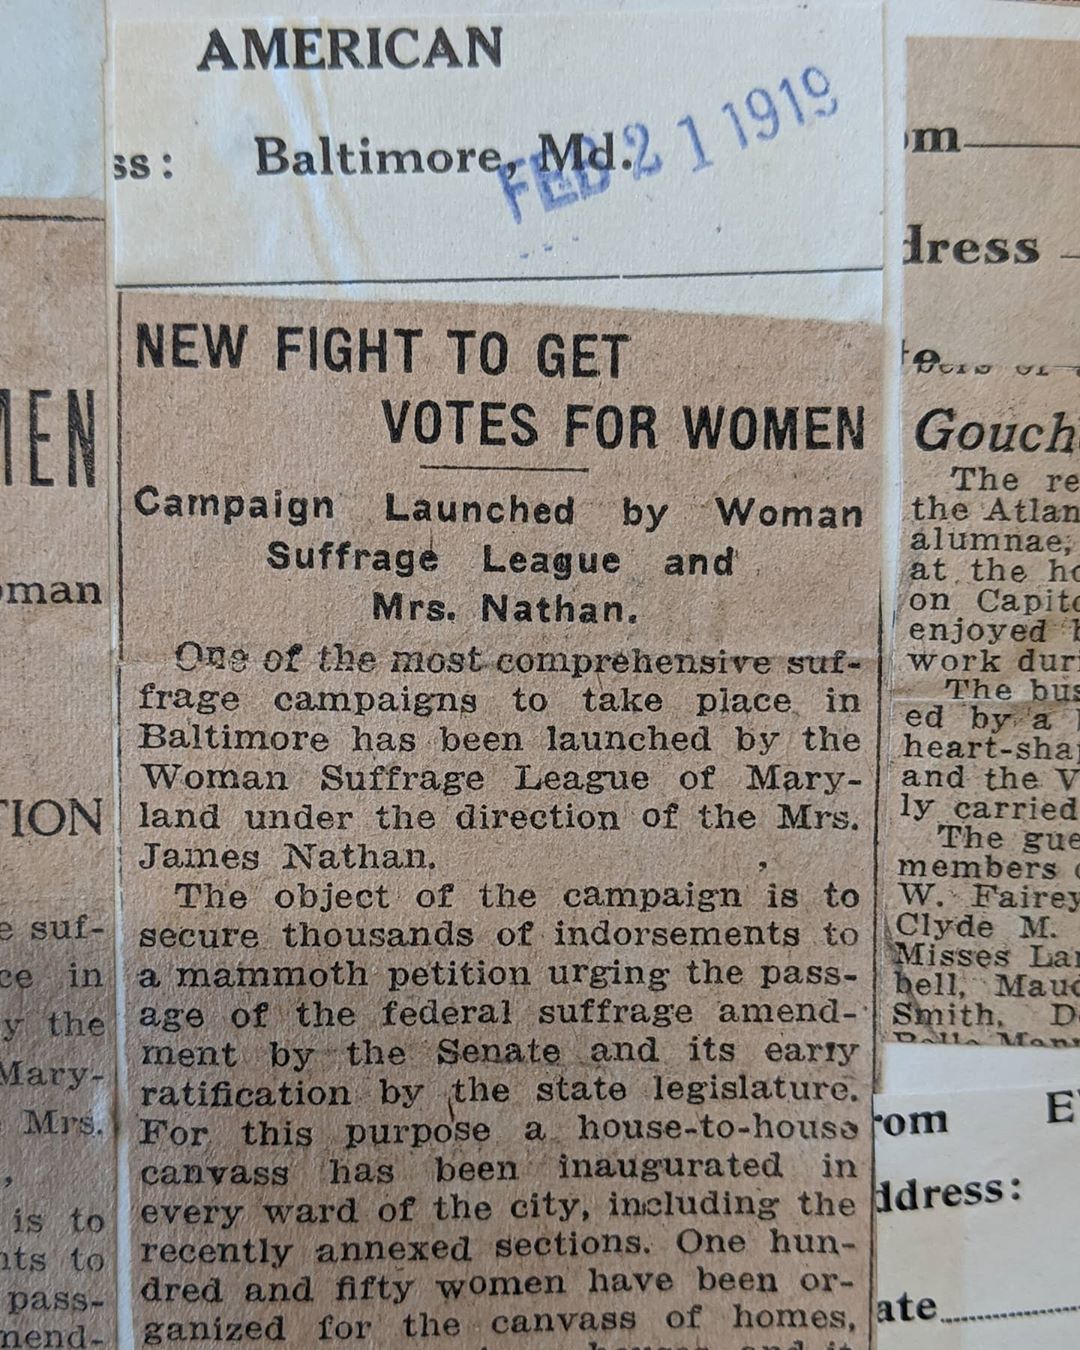 AMERICAN
ss: Baltimore, Md.
FEB 21 1919
NEW FIGHT TO GET
VOTES FOR WOMEN
Campaign Launched by Woman
Suffrage League and
Mrs. Nathan.
One of the most comprehensive suf-
frage campaigns to take place in
Baltimore has been launched by the
Woman Suffrage League of Mary-
land under the direction of the Mrs.
James Nathan.
The object of the campaign is to
secure thousands of indorsements to
a mammoth petition urging the pass-
age of the federal suffrage amend-
ment by the Senate and its early
ratification by the state legislature.
For this purpose a house-to-house
canvass has been inaugurated in
every ward of the city, including the
recently annexed sections. One hun-
dred and fifty women have been or-
ganized for the canvass of homes,
MEN
oman
TION
e suf-
ce in
y the
Mary-
Mrs.
is to
nts to
pass-
mend-
om
dress
Gouch
The re
the Atlan
alumnae,
at the ho
on Capito
enjoyed
work duri
The bus
ed by a
heart-shap
and the V
ly carried
The gue
members
W. Fairey
Clyde M.
Misses Lan
bell, Maud
Smith, D
rom E
ddress:
ate